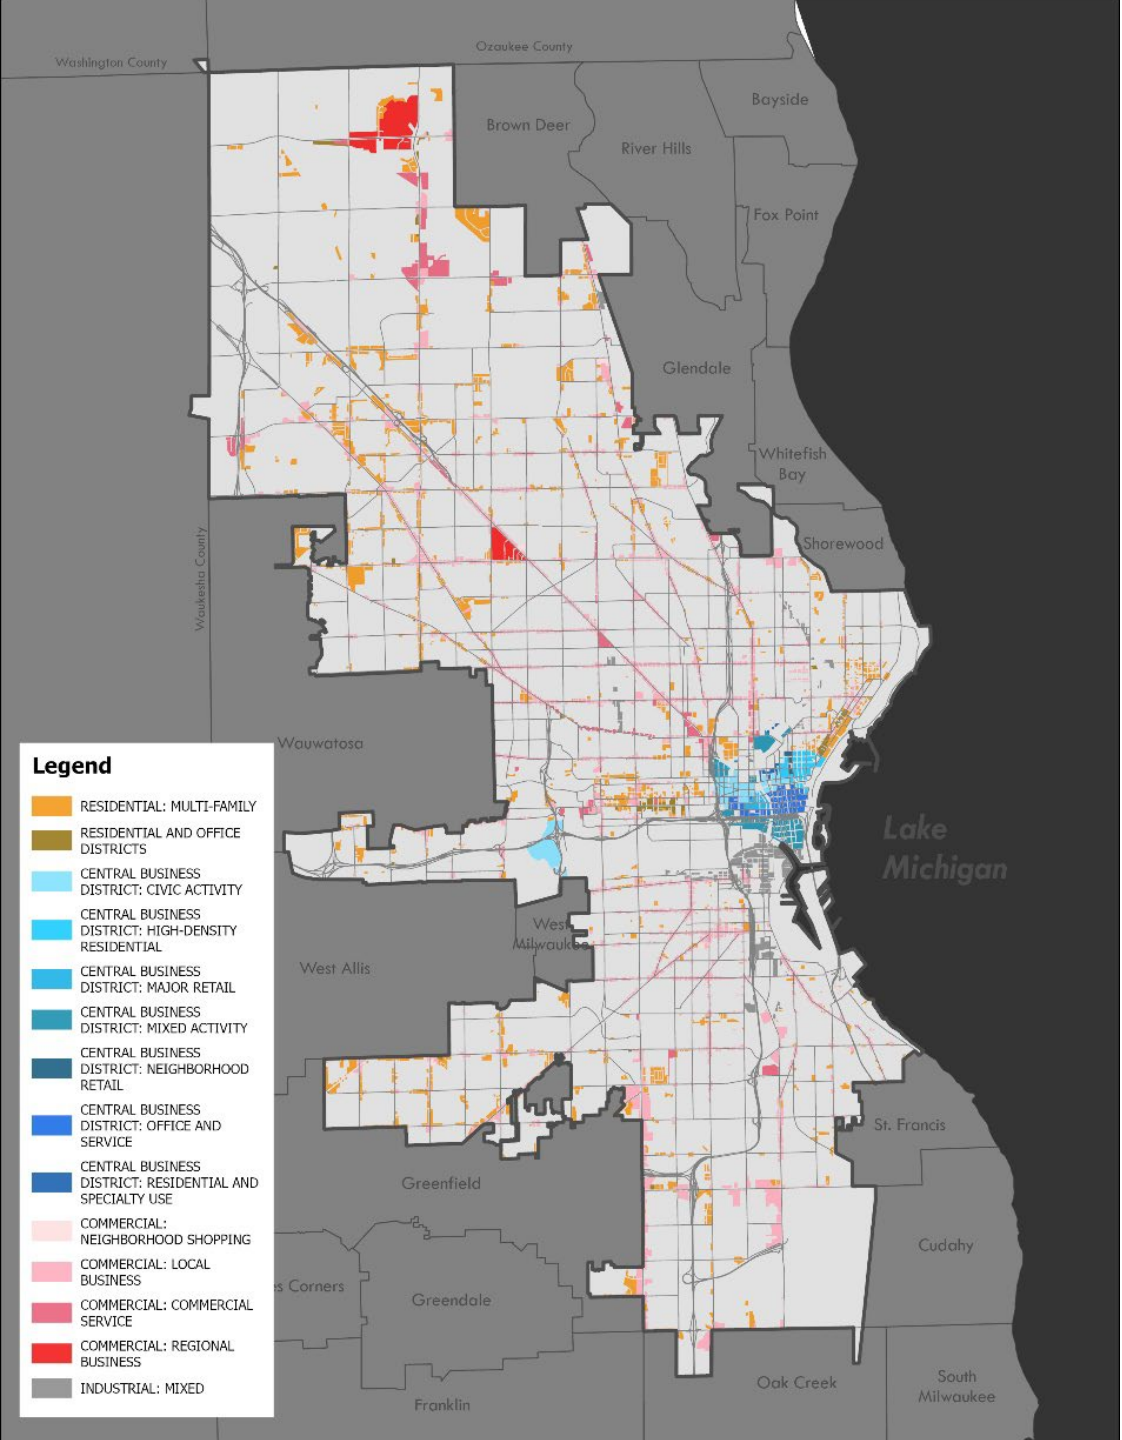 Ozaukee County
Washington County
Bayside
Brown Deer
River Hills
Fox Point
Glendale
Whitefish
Bay
Shorewood
Waukesha County
Wauwatosa
Lake
Michigan
West
Milwaukee
West Allis
St. Francis
Greenfield
Cudahy
es Corners
Greendale
Oak Creek
South
Milwaukee
Franklin
Legend
RESIDENTIAL: MULTI-FAMILY
RESIDENTIAL AND OFFICE
DISTRICTS
CENTRAL BUSINESS
DISTRICT: CIVIC ACTIVITY
CENTRAL BUSINESS
DISTRICT: HIGH-DENSITY
RESIDENTIAL
CENTRAL BUSINESS
DISTRICT: MAJOR RETAIL
CENTRAL BUSINESS
DISTRICT: MIXED ACTIVITY
CENTRAL BUSINESS
DISTRICT: NEIGHBORHOOD
RETAIL
CENTRAL BUSINESS
DISTRICT: OFFICE AND
SERVICE
CENTRAL BUSINESS
DISTRICT: RESIDENTIAL AND
SPECIALTY USE
COMMERCIAL:
NEIGHBORHOOD SHOPPING
COMMERCIAL: LOCAL
BUSINESS
COMMERCIAL: COMMERCIAL
SERVICE
COMMERCIAL: REGIONAL
BUSINESS
INDUSTRIAL: MIXED